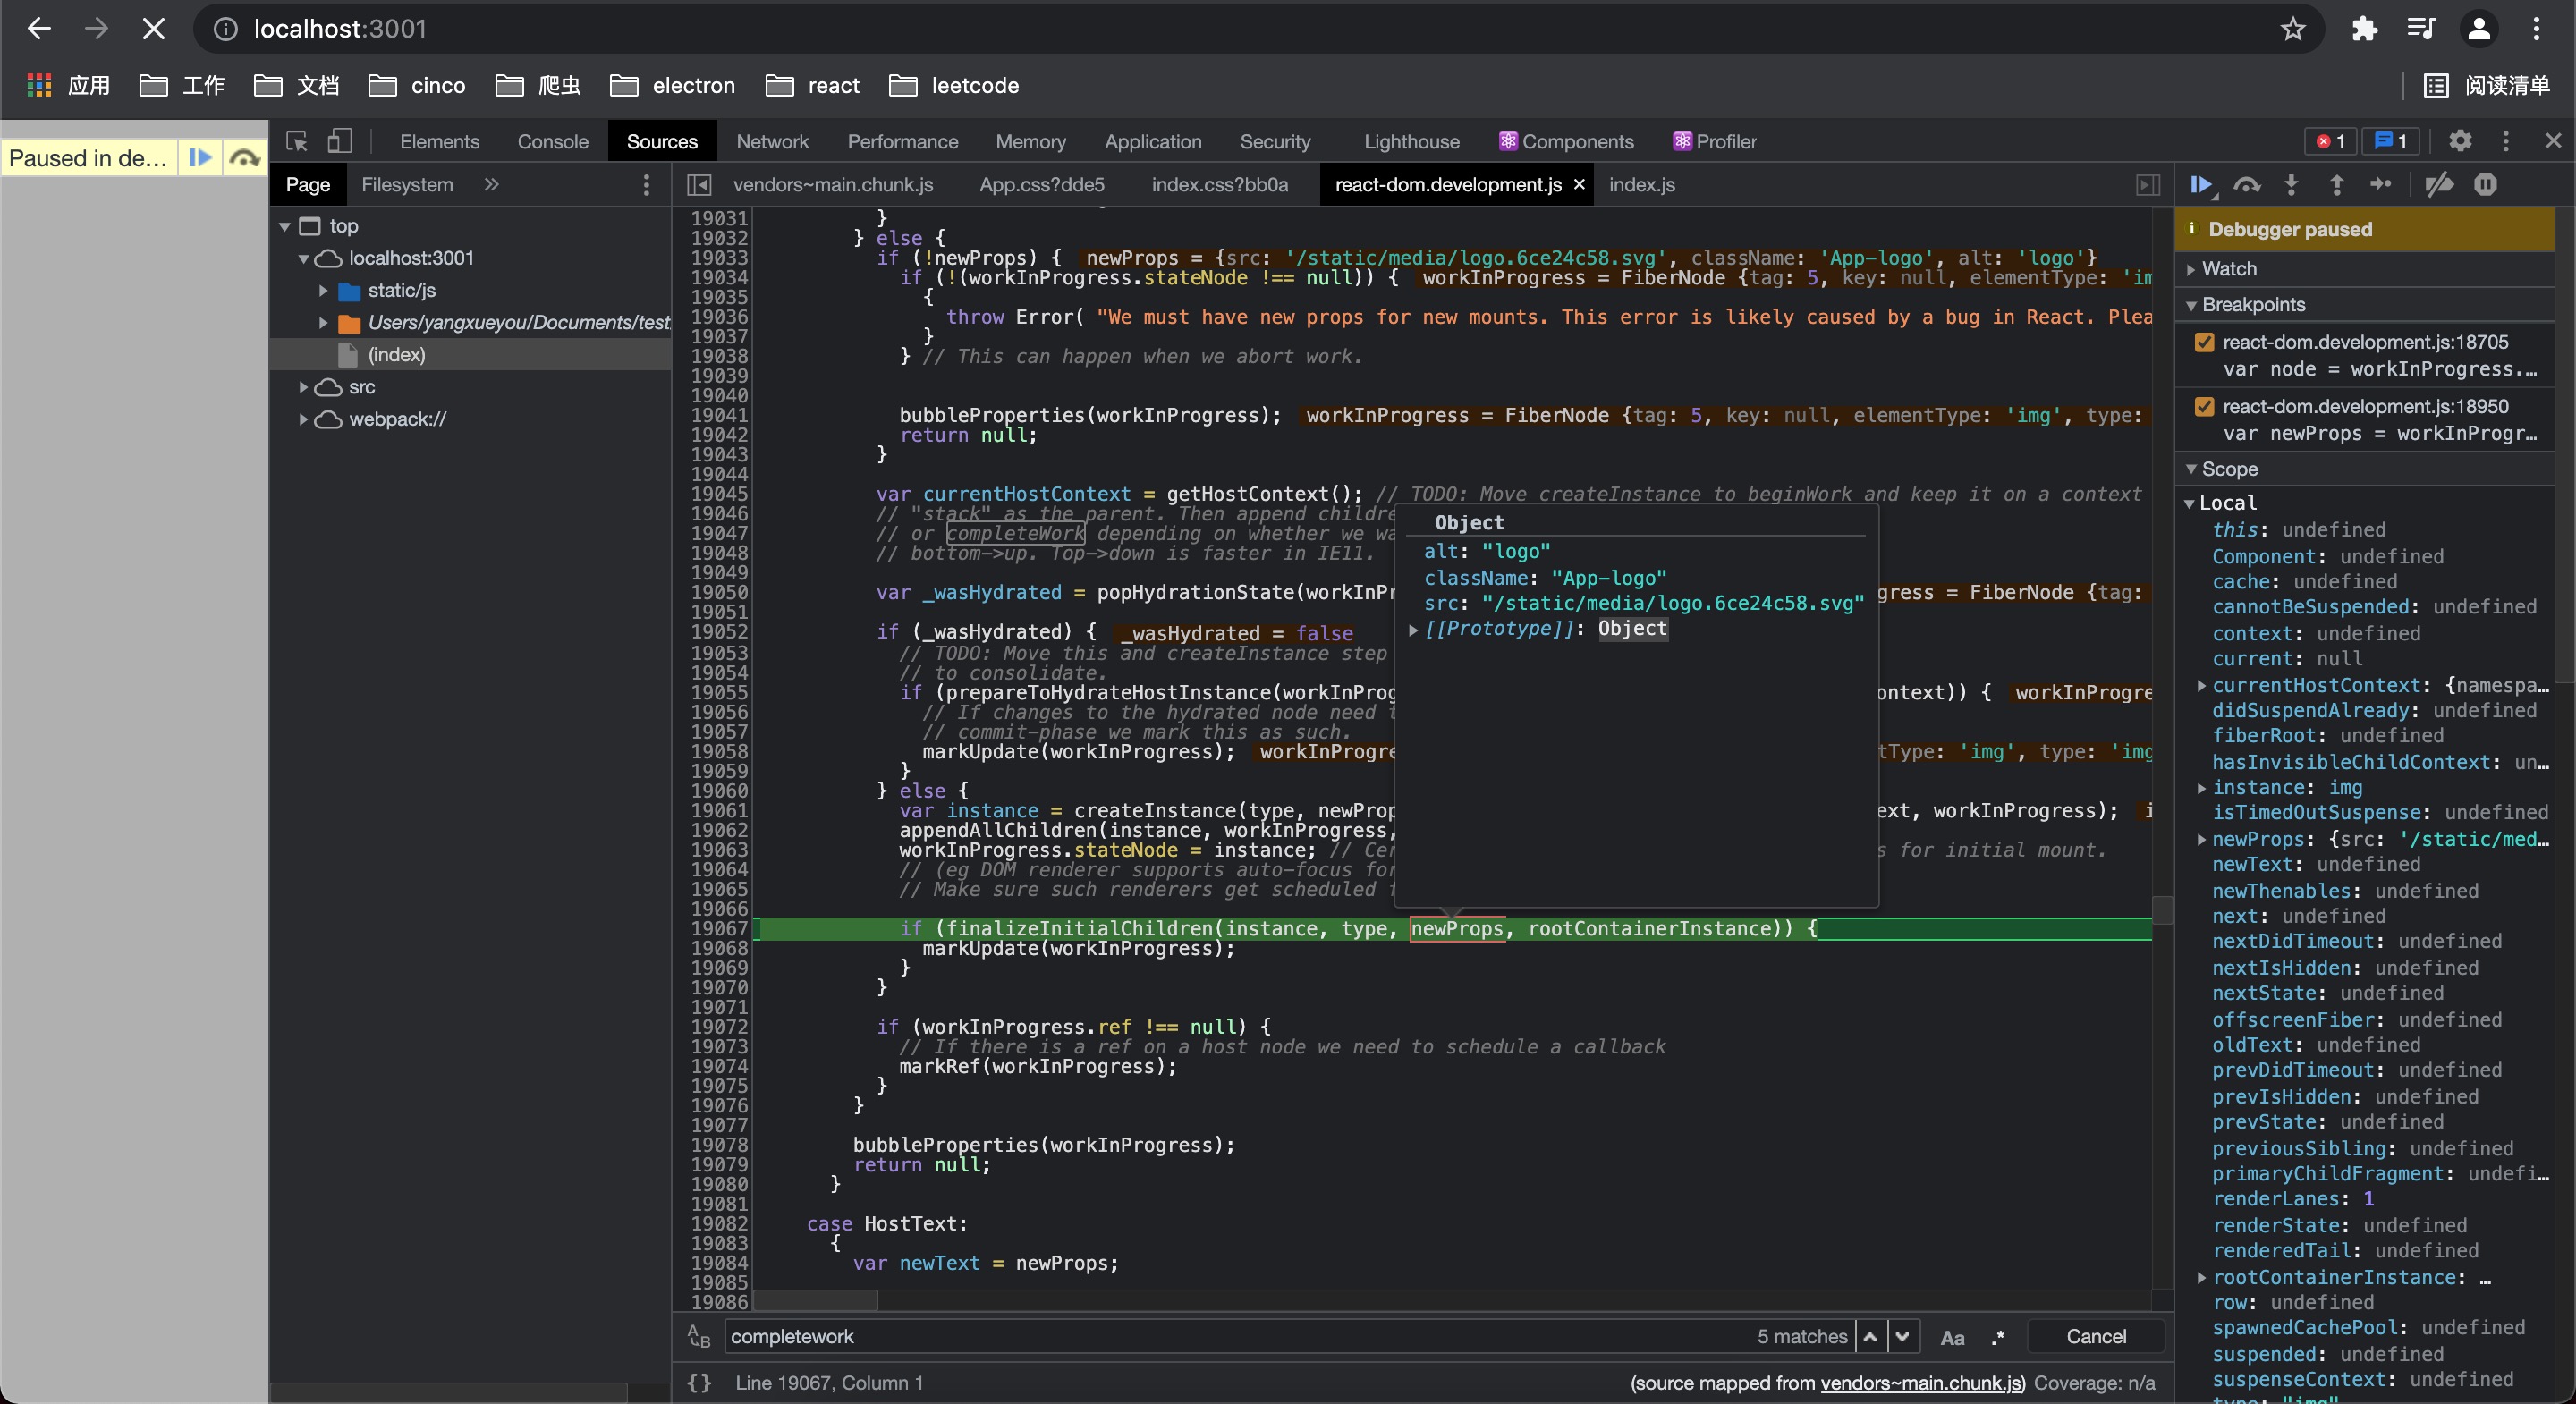 localhost:3001
应用 工作 文档 cinco 爬虫 electron react leetcode 阅读清单
Paused in de…
Elements Console Sources Network Performance Memory Application Security Lighthouse Components Profiler 1 1
Page Filesystem »
vendors~main.chunk.js App.css?dde5 index.css?bb0a react-dom.development.js × index.js
top
localhost:3001
static/js
Users/yangxueyou/Documents/test
(index)
src
webpack://
19031 }
19032 } else {
19033 if (!newProps) { newProps = {src: '/static/media/logo.6ce24c58.svg', className: 'App-logo', alt: 'logo'}
19034 if (!(workInProgress.stateNode !== null)) { workInProgress = FiberNode {tag: 5, key: null, elementType: 'im
19035 {
19036 throw Error( "We must have new props for new mounts. This error is likely caused by a bug in React. Plea
19037 }
19038 } // This can happen when we abort work.
19039
19040
19041 bubbleProperties(workInProgress); workInProgress = FiberNode {tag: 5, key: null, elementType: 'img', type:
19042 return null;
19043 }
19044
19045 var currentHostContext = getHostContext(); // TODO: Move createInstance to beginWork and keep it on a context
19046 // "stack" as the parent. Then append childre
19047 // or completeWork depending on whether we wa
19048 // bottom->up. Top->down is faster in IE11.
19049
19050 var _wasHydrated = popHydrationState(workInPr gress = FiberNode {tag:
19051
19052 if (_wasHydrated) { _wasHydrated = false
19053 // TODO: Move this and createInstance step
19054 // to consolidate.
19055 if (prepareToHydrateHostInstance(workInProg ontext)) { workInProgre
19056 // If changes to the hydrated node need t
19057 // commit-phase we mark this as such.
19058 markUpdate(workInProgress); workInProgre tType: 'img', type: 'img
19059 }
19060 } else {
19061 var instance = createInstance(type, newProp ext, workInProgress); i
19062 appendAllChildren(instance, workInProgress,
19063 workInProgress.stateNode = instance; // Cer s for initial mount.
19064 // (eg DOM renderer supports auto-focus for
19065 // Make sure such renderers get scheduled f
19066
19067 if (finalizeInitialChildren(instance, type, newProps, rootContainerInstance)) {
19068 markUpdate(workInProgress);
19069 }
19070 }
19071
19072 if (workInProgress.ref !== null) {
19073 // If there is a ref on a host node we need to schedule a callback
19074 markRef(workInProgress);
19075 }
19076 }
19077
19078 bubbleProperties(workInProgress);
19079 return null;
19080 }
19081
19082 case HostText:
19083 {
19084 var newText = newProps;
19085
19086
Object
alt: "logo"
className: "App-logo"
src: "/static/media/logo.6ce24c58.svg"
[[Prototype]]: Object
completework 5 matches Aa .* Cancel
{} Line 19067, Column 1 (source mapped from vendors~main.chunk.js) Coverage: n/a
Debugger paused
Watch
Breakpoints
react-dom.development.js:18705
var node = workInProgress.…
react-dom.development.js:18950
var newProps = workInProgr…
Scope
Local
this: undefined
Component: undefined
cache: undefined
cannotBeSuspended: undefined
context: undefined
current: null
currentHostContext: {namespa…
didSuspendAlready: undefined
fiberRoot: undefined
hasInvisibleChildContext: un…
instance: img
isTimedOutSuspense: undefined
newProps: {src: '/static/med…
newText: undefined
newThenables: undefined
next: undefined
nextDidTimeout: undefined
nextIsHidden: undefined
nextState: undefined
offscreenFiber: undefined
oldText: undefined
prevDidTimeout: undefined
prevIsHidden: undefined
prevState: undefined
previousSibling: undefined
primaryChildFragment: undefi…
renderLanes: 1
renderState: undefined
renderedTail: undefined
rootContainerInstance: …
row: undefined
spawnedCachePool: undefined
suspended: undefined
suspenseContext: undefined
type: "img"